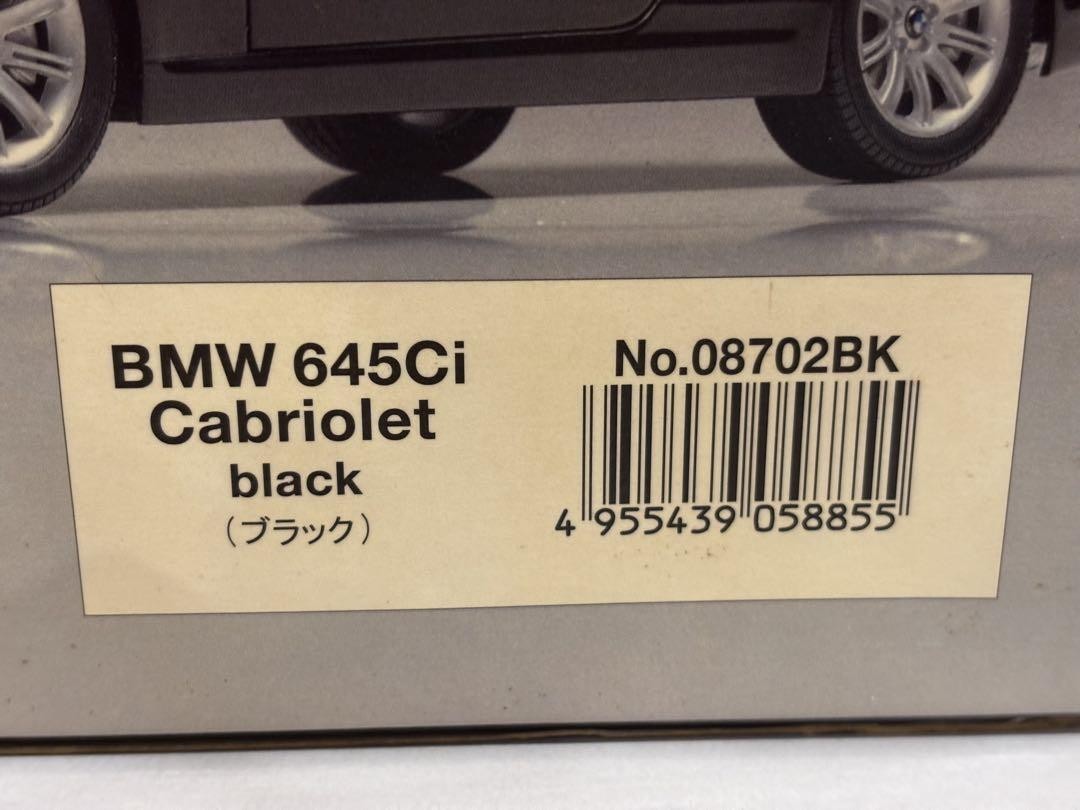 BMW 645Ci
Cabriolet
black
（ブラック）
No.08702BK
4 955439 058855